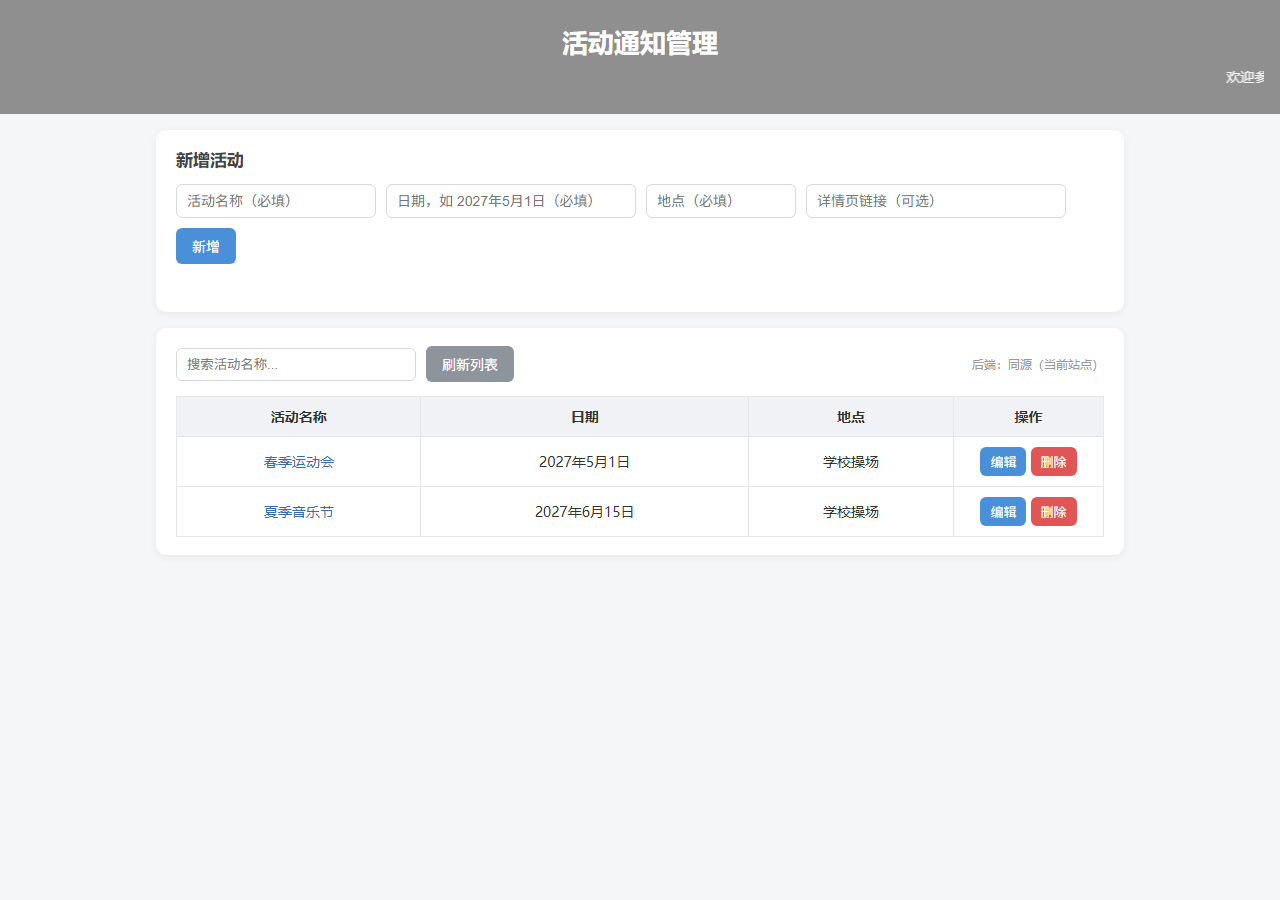 活动通知管理
欢迎
新增活动
活动名称（必填）
日期，如 2027年5月1日（必填）
地点（必填）
详情页链接（可选）
新增
搜索活动名称...
刷新列表
后端：同源（当前站点）
活动名称 日期 地点 操作
春季运动会 2027年5月1日 学校操场 编辑 删除
夏季音乐节 2027年6月15日 学校操场 编辑 删除